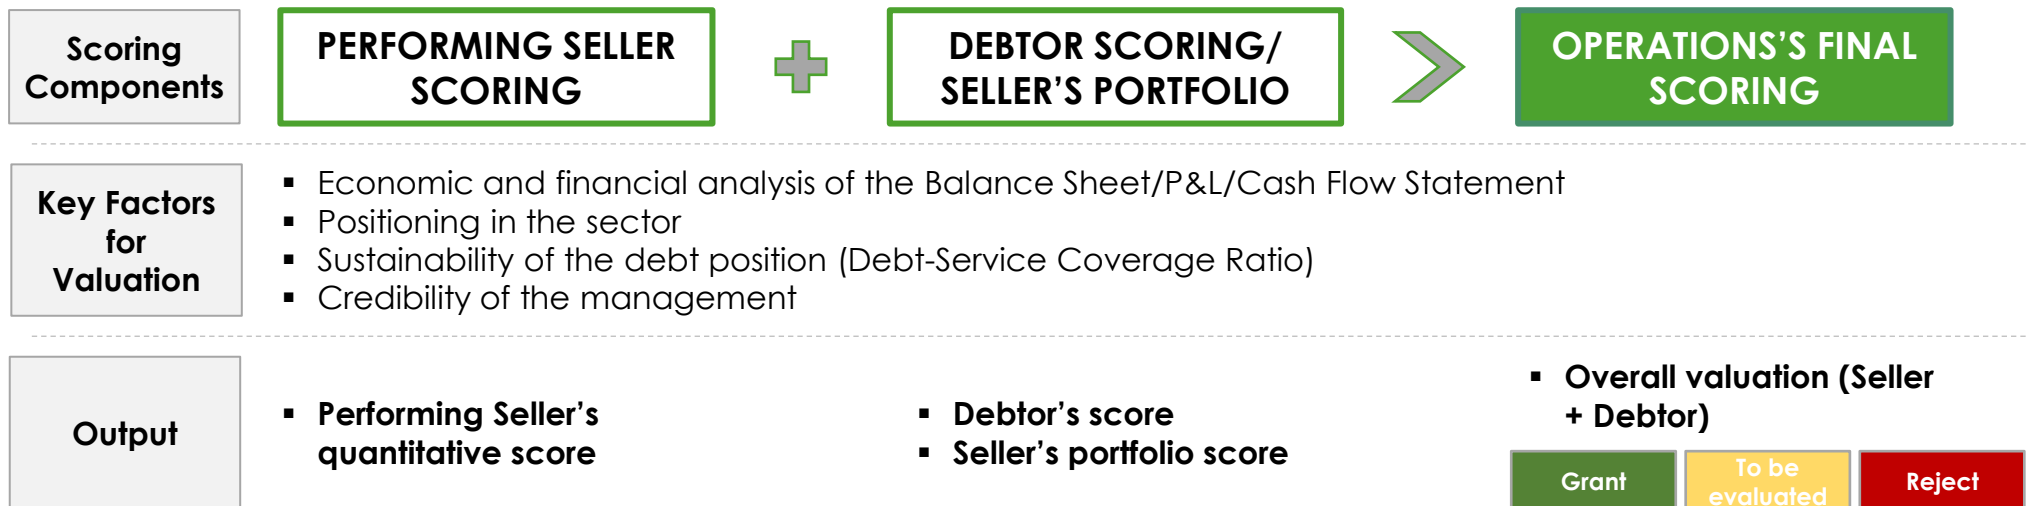 Scoring
Components
PERFORMING SELLER
SCORING
DEBTOR SCORING/
SELLER’S PORTFOLIO
OPERATIONS’S FINAL
SCORING
Key Factors
for
Valuation
▪ Economic and financial analysis of the Balance Sheet/P&L/Cash Flow Statement
▪ Positioning in the sector
▪ Sustainability of the debt position (Debt-Service Coverage Ratio)
▪ Credibility of the management
Output
▪ Performing Seller’s
quantitative score
▪ Debtor’s score
▪ Seller’s portfolio score
▪ Overall valuation (Seller
+ Debtor)
Grant
To be
evaluated
Reject